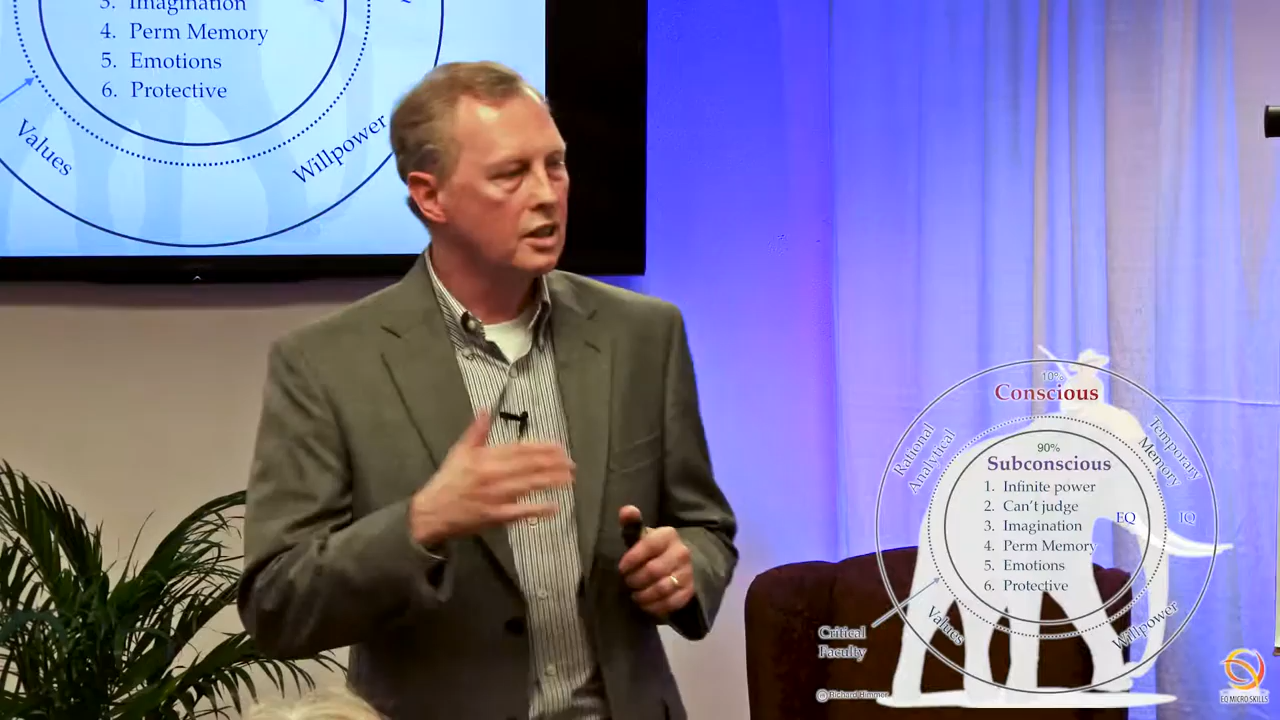 3. Imagination
4. Perm Memory
5. Emotions
6. Protective
Values
Willpower
10%
Conscious
Rational
Analytical
Temporary
Memory
90%
Subconscious
1. Infinite power
2. Can't judge
3. Imagination
4. Perm Memory
5. Emotions
6. Protective
EQ
IQ
Critical
Faculty
Values
Willpower
@Richard Himmer
EQ MICRO SKILLS